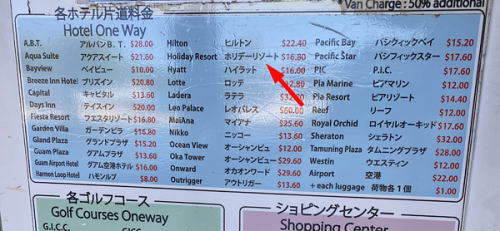 Van Charge : 50% additional
各ホテル片道料金
Hotel One Way
A.B.T. アルパン B.T. $28.00
Aqua Suite アクアスイート $21.60
Bayview ベイビュー $10.00
Breeze Inn Hotel ブリズイン $20.80
Capital キャピタル $12.00
Days Inn デイズイン $20.00
Fiesta Resort フエスタリゾート $16.80
Garden Villa ガーデンビラ $16.80
Gland Plaza グランドプラザ $15.20
Guam Plaza グアムプラザ $13.60
Guam Airport Hotel グアム空港ホテル $16.00
Harmon Loop Hotel ハモンループ $8.00
Hilton ヒルトン $22.40
Holiday Resort ホリデーリゾート $16.80
Hyatt ハイアット $16.00
Lotte ロッテ
Ladera ラテラ
Leo Palace レオパレス $60.00
MaiAna マイアナ $25.60
Nikko ニッコー $13.60
Ocean View オーシャンビュ $12.00
Oka Tower オーシャンビュー $29.60
Onward オカオンワード $29.60
Outrigger アウトリガー $13.60
Pacific Bay パシフィックベイ $15.20
Pacific Star パシフィックスター $17.60
PIC P.I.C. $17.60
Pia Marine ピアマリン $12.00
Pia Resort ピアリゾート $14.40
Reef リーフ $12.00
Royal Orchid ロイヤルオーキッド $17.60
Sheraton シェラトン $32.00
Tamuning Plaza タムニングプラザ $28.00
Westin ウエスティン $12.00
Airport 空港 $22.00
+ each luggage 荷物各1個 $1.00
各ゴルフコース
Golf Courses Oneway
G.I.C.C.
ショピングセンター
Shopping Center